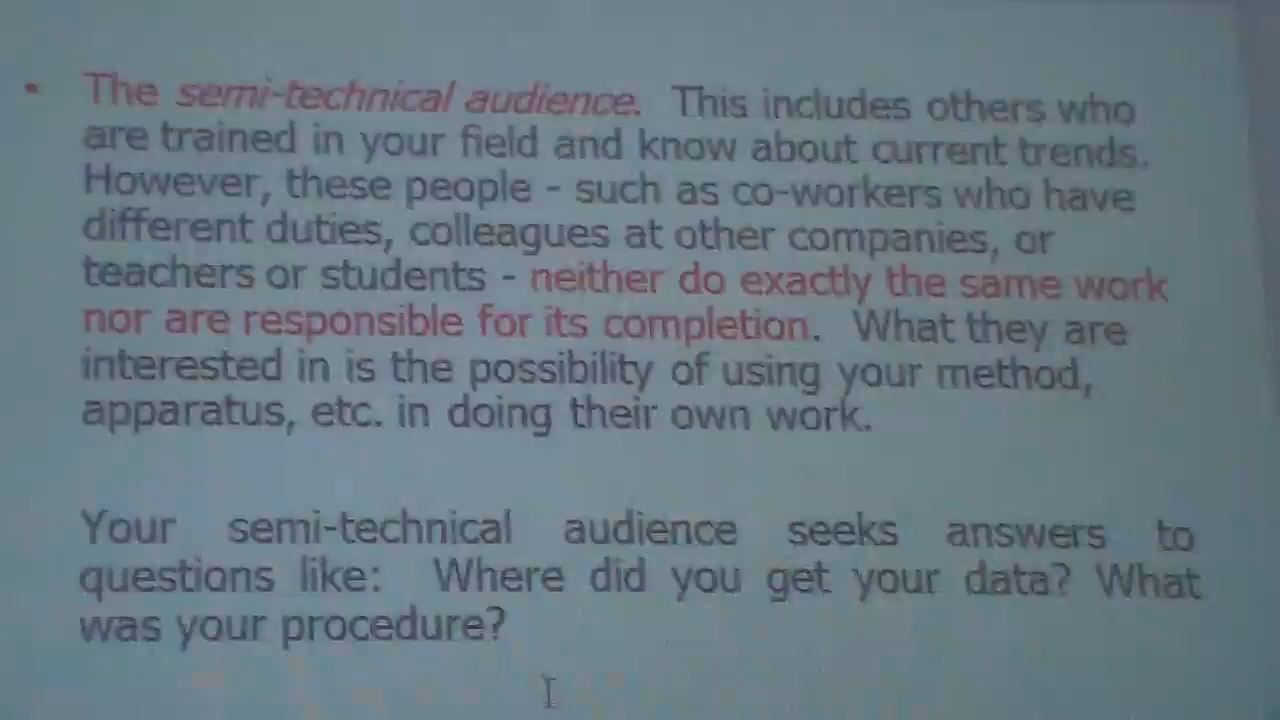 • The semi-technical audience. This includes others who
are trained in your field and know about current trends.
However, these people - such as co-workers who have
different duties, colleagues at other companies, or
teachers or students - neither do exactly the same work
nor are responsible for its completion. What they are
interested in is the possibility of using your method,
apparatus, etc. in doing their own work.
Your semi-technical audience seeks answers to
questions like: Where did you get your data? What
was your procedure?